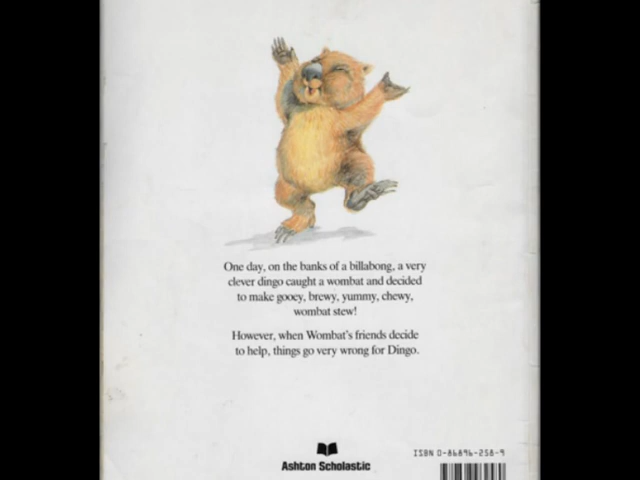 One day, on the banks of a billabong, a very
clever dingo caught a wombat and decided
to make gooey, brewy, yummy, chewy,
wombat stew!
However, when Wombat's friends decide
to help, things go very wrong for Dingo.
ISBN 0-86896-258-9
Ashton Scholastic